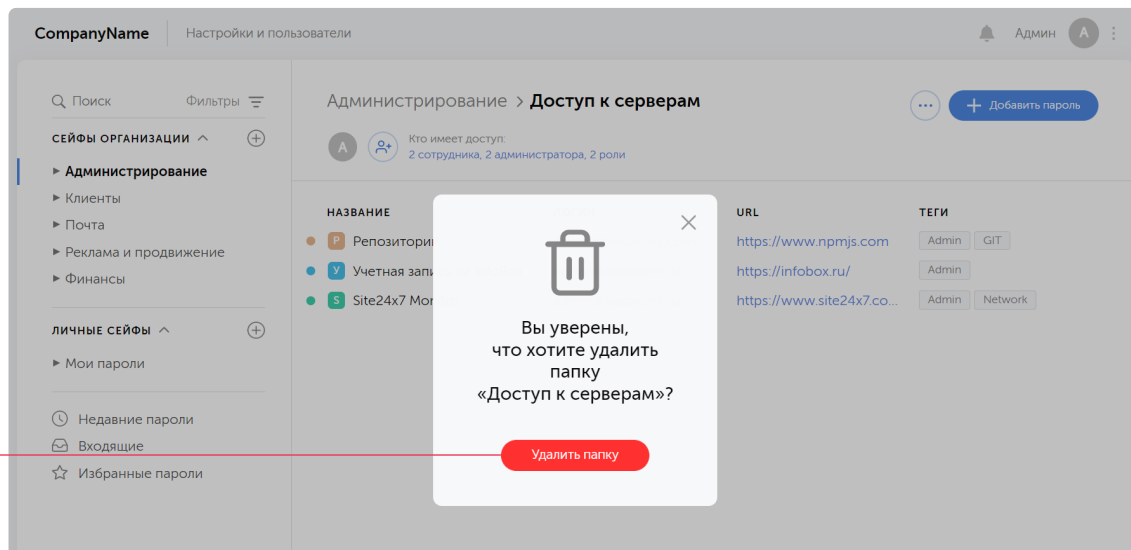 CompanyName Настройки и пользователи Админ A
Поиск Фильтры
СЕЙФЫ ОРГАНИЗАЦИИ
Администрирование
Клиенты
Почта
Реклама и продвижение
Финансы
ЛИЧНЫЕ СЕЙФЫ
Мои пароли
Недавние пароли
Входящие
Избранные пароли
Администрирование > Доступ к серверам
Добавить пароль
A
Кто имеет доступ:
2 сотрудника, 2 администратора, 2 роли
НАЗВАНИЕ URL ТЕГИ
Р https://www.npmjs.com Admin GIT
У Учетная https://infobox.ru/ Admin
S Site24x7 https://www.site24x7.co... Admin Network
Вы уверены,
что хотите удалить
папку
«Доступ к серверам»?
Удалить папку